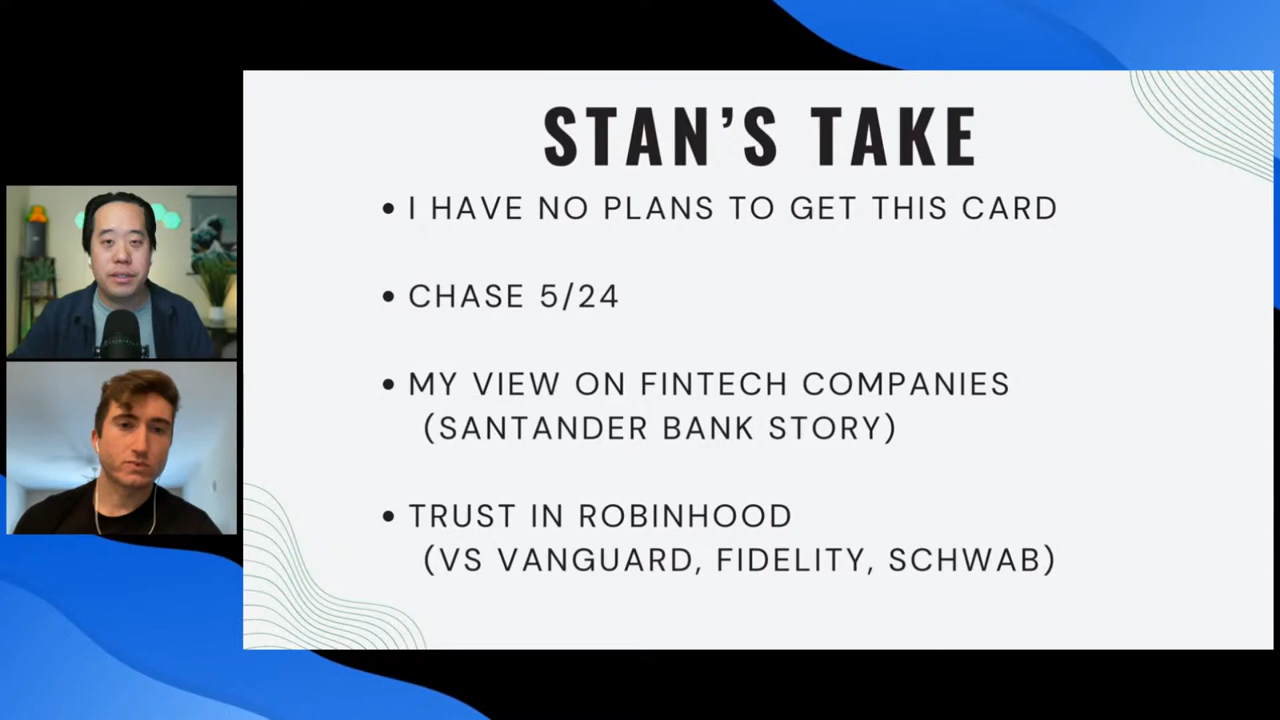 STAN'S TAKE
• I HAVE NO PLANS TO GET THIS CARD
• CHASE 5/24
• MY VIEW ON FINTECH COMPANIES
(SANTANDER BANK STORY)
• TRUST IN ROBINHOOD
(VS VANGUARD, FIDELITY, SCHWAB)